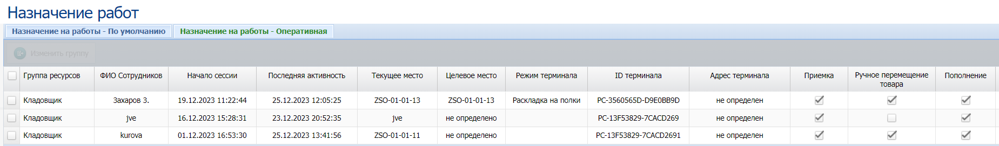 Назначение работ
Назначение на работы - По умолчанию Назначение на работы - Оперативная
Изменить группу
Группа ресурсов ФИО Сотрудников Начало сессии Последняя активность Текущее место Целевое место Режим терминала ID терминала Адрес терминала Приемка Ручное перемещение товара Пополнение
Кладовщик Захаров З. 19.12.2023 11:22:44 25.12.2023 12:05:25 ZSO-01-01-13 ZSO-01-01-13 Раскладка на полки PC-3560565D-D9E0BB9D не определен
Кладовщик jve 16.12.2023 15:28:31 23.12.2023 20:52:35 jve не определено PC-13F53829-7CACD269 не определен
Кладовщик kurova 01.12.2023 16:53:30 25.12.2023 13:41:56 ZSO-01-01-11 не определено PC-13F53829-7CACD2691 не определен